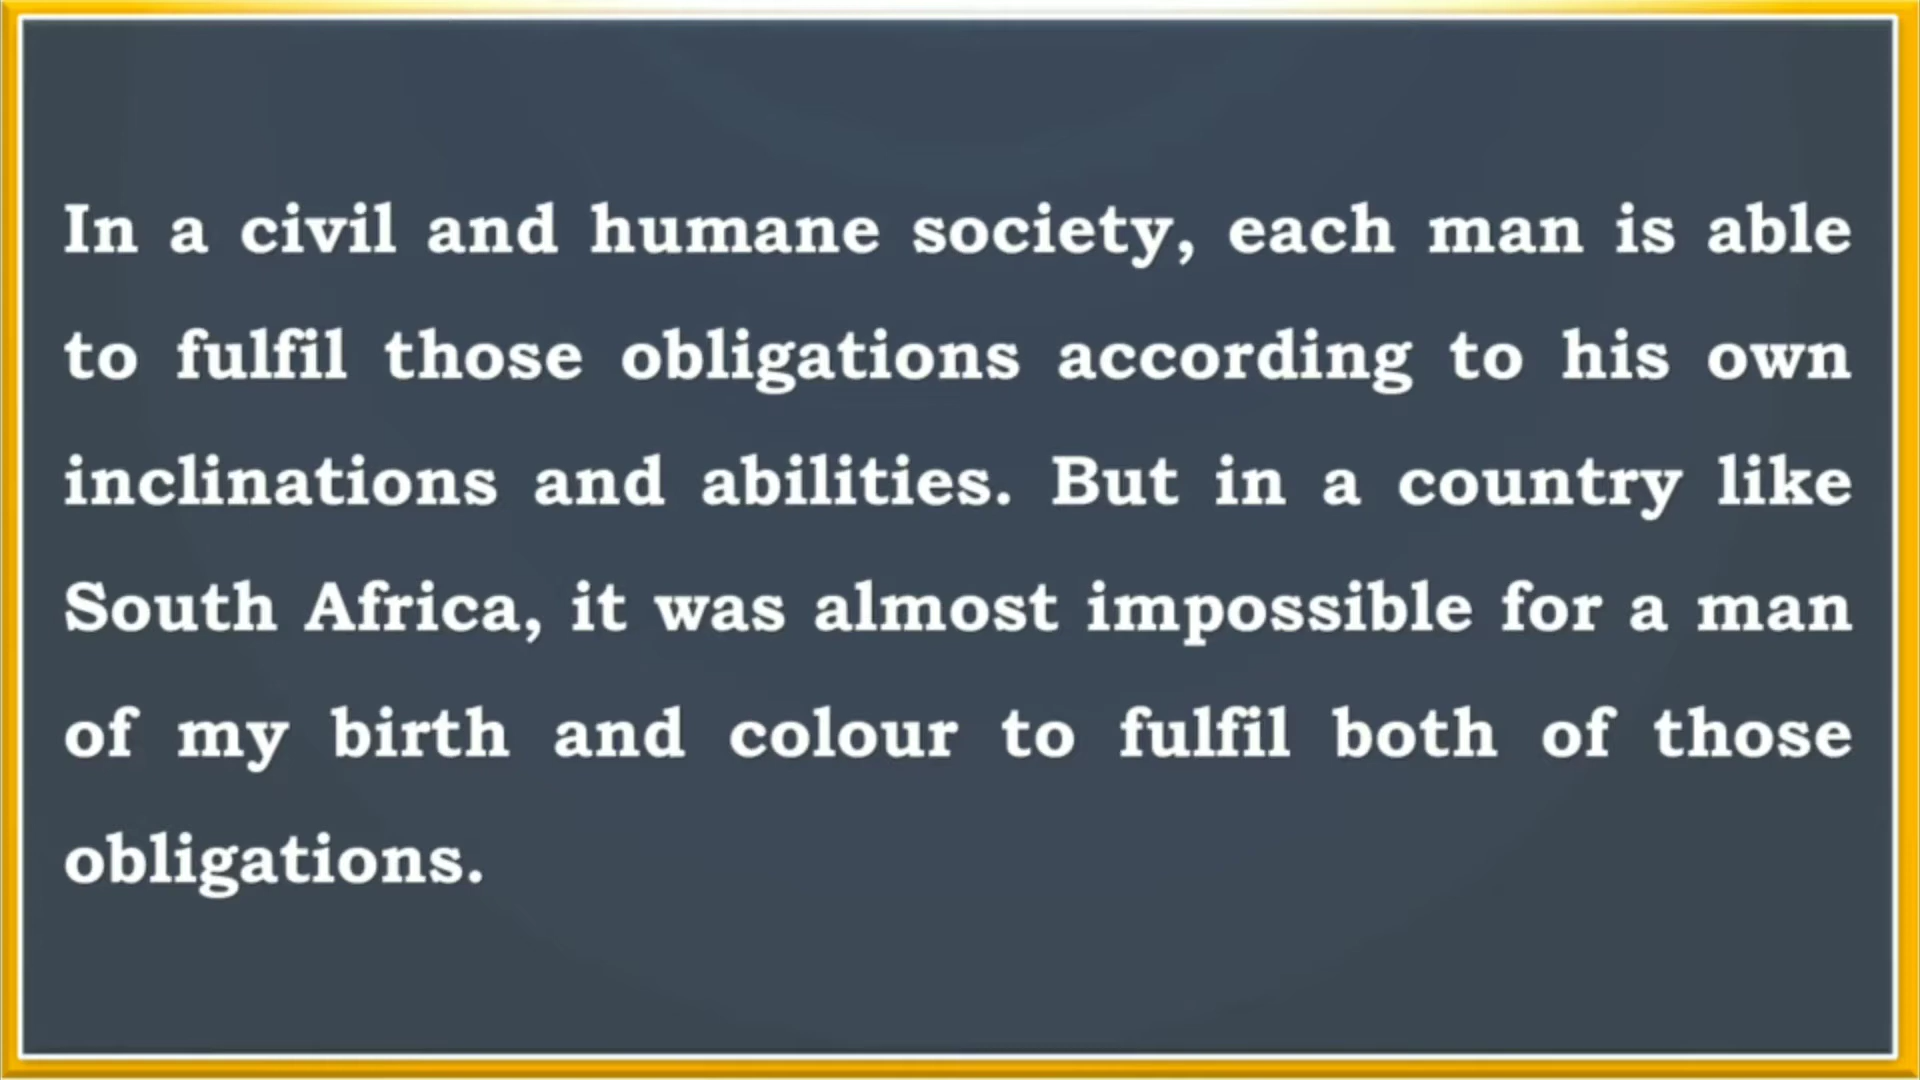 In a civil and humane society, each man is able
to fulfil those obligations according to his own
inclinations and abilities. But in a country like
South Africa, it was almost impossible for a man
of my birth and colour to fulfil both of those
obligations.